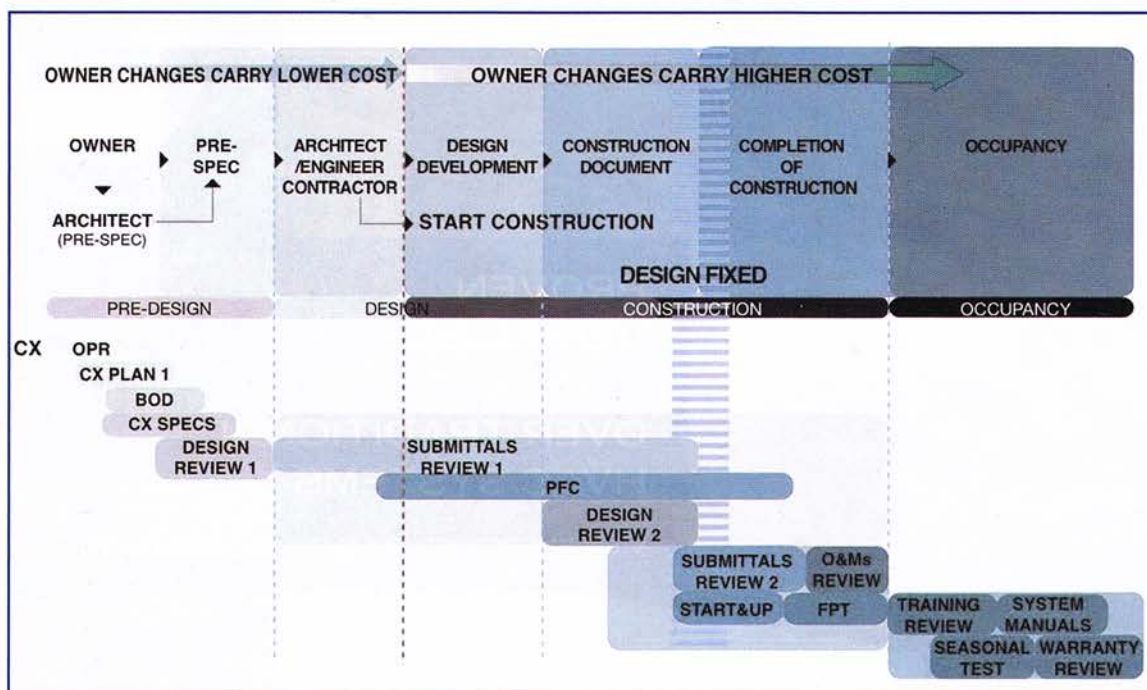 OWNER CHANGES CARRY LOWER COST
OWNER CHANGES CARRY HIGHER COST
OWNER
ARCHITECT
(PRE-SPEC)
PRE-
SPEC
ARCHITECT
/ENGINEER
CONTRACTOR
DESIGN
DEVELOPMENT
CONSTRUCTION
DOCUMENT
COMPLETION
OF
CONSTRUCTION
OCCUPANCY
START CONSTRUCTION
DESIGN FIXED
PRE-DESIGN
DESIGN
CONSTRUCTION
OCCUPANCY
CX
OPR
CX PLAN 1
BOD
CX SPECS
DESIGN
REVIEW 1
SUBMITTALS
REVIEW 1
PFC
DESIGN
REVIEW 2
SUBMITTALS
REVIEW 2
O&Ms
REVIEW
START&UP
FPT
TRAINING
REVIEW
SYSTEM
MANUALS
SEASONAL
TEST
WARRANTY
REVIEW